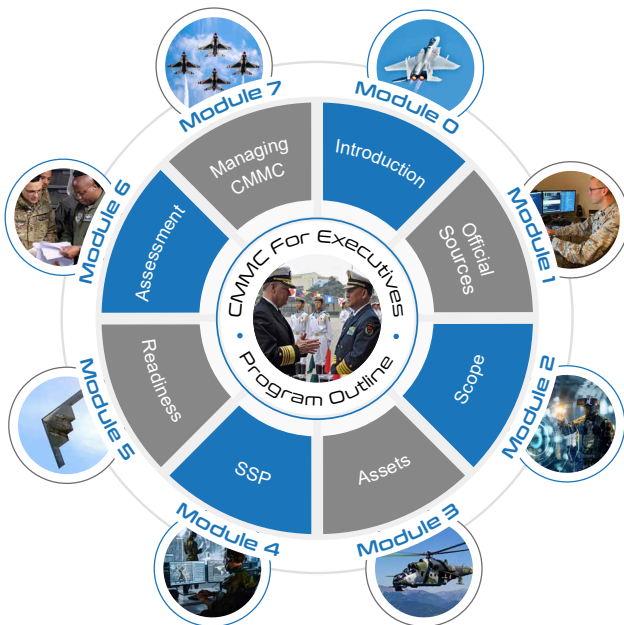 CMMC For Executives
Program Outline
Module 0
Introduction
Module 1
Official
Sources
Module 2
Scope
Module 3
Assets
Module 4
SSP
Module 5
Readiness
Module 6
Assessment
Module 7
Managing
CMMC